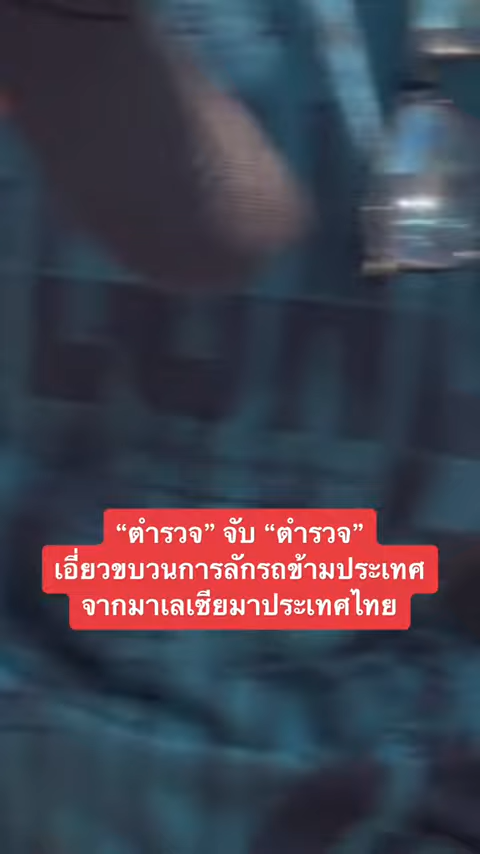 “ตำรวจ” จับ “ตำรวจ”
เอี่ยวขบวนการลักรถข้ามประเทศ
จากมาเลเซียมาประเทศไทย